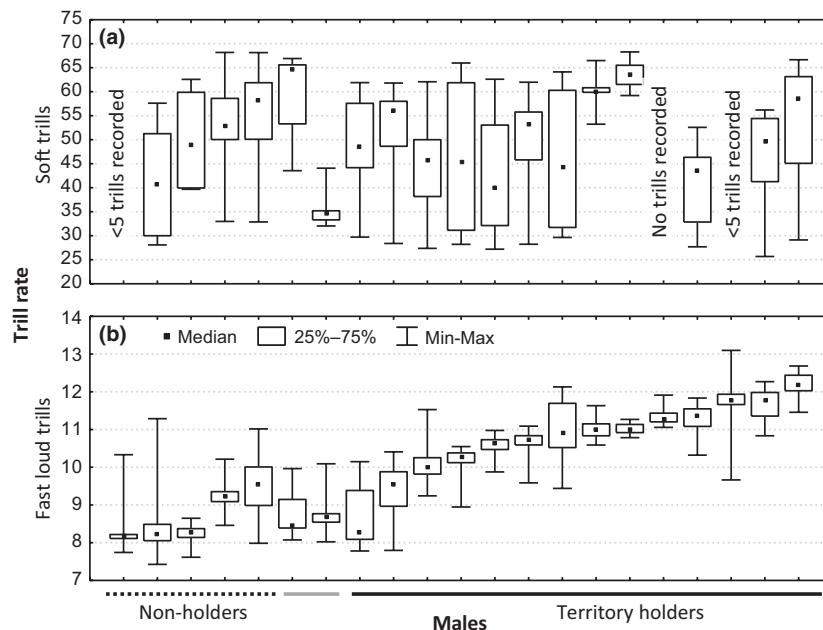 (a)
75
70
65
60
55
50
45
40
35
30
25
20
Soft trills
<5 trills recorded
No trills recorded
<5 trills recorded
Trill rate
(b)
Median 25%–75% Min-Max
14
13
12
11
10
9
8
7
Fast loud trills
Non-holders Territory holders
Males